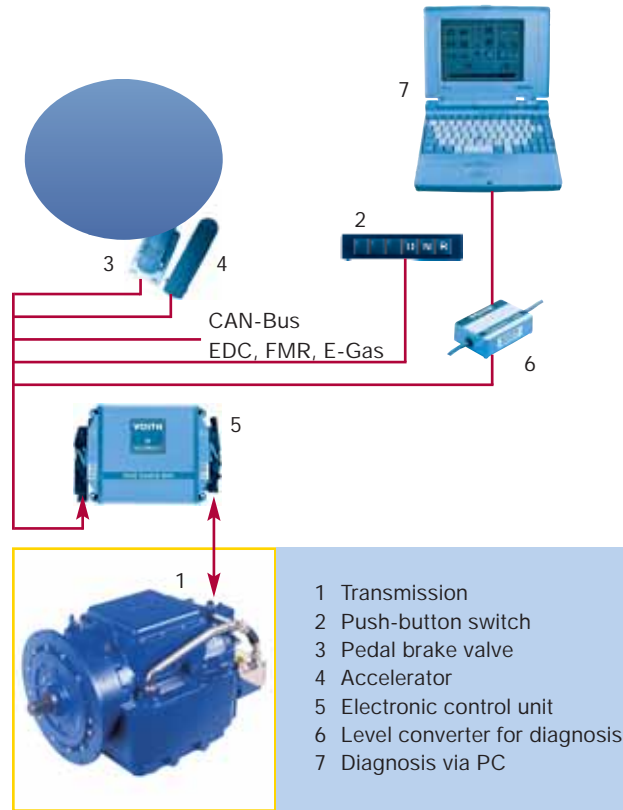 7
2
D N R
3
4
CAN-Bus
EDC, FMR, E-Gas
6
VOITH
5
1
1 Transmission
2 Push-button switch
3 Pedal brake valve
4 Accelerator
5 Electronic control unit
6 Level converter for diagnosis
7 Diagnosis via PC